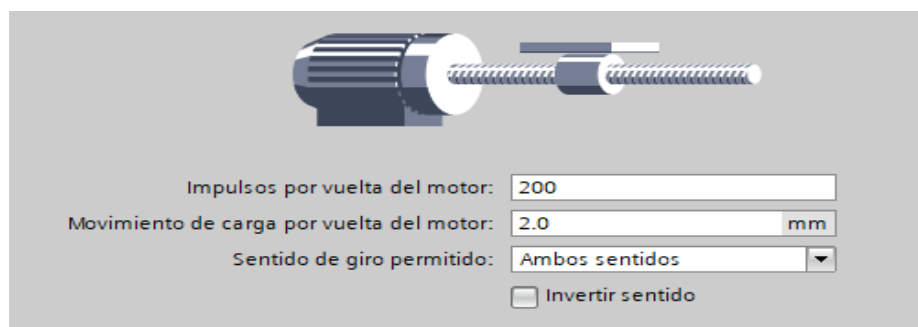 Impulsos por vuelta del motor: 200
Movimiento de carga por vuelta del motor: 2.0 mm
Sentido de giro permitido: Ambos sentidos
Invertir sentido